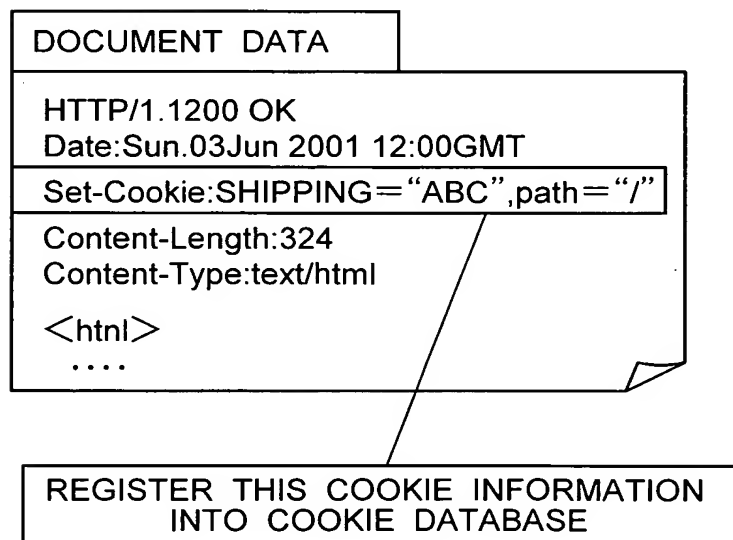 DOCUMENT DATA
HTTP/1.1200 OK
Date:Sun.03Jun 2001 12:00GMT
Set-Cookie:SHIPPING＝“ABC”,path＝“/”
Content-Length:324
Content-Type:text/html
＜htnl＞
....
REGISTER THIS COOKIE INFORMATION
INTO COOKIE DATABASE